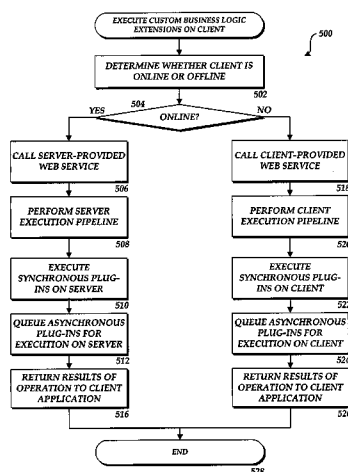 EXECUTE CUSTOM BUSINESS LOGIC
EXTENSIONS ON CLIENT
500
DETERMINE WHETHER CLIENT IS
ONLINE OR OFFLINE
502
YES
504
ONLINE?
NO
CALL SERVER-PROVIDED
WEB SERVICE
506
PERFORM SERVER
EXECUTION PIPELINE
508
EXECUTE
SYNCHRONOUS PLUG-
INS ON SERVER
510
QUEUE ASYNCHRONOUS
PLUG-INS FOR
EXECUTION ON SERVER
512
RETURN RESULTS OF
OPERATION TO CLIENT
APPLICATION
516
CALL CLIENT-PROVIDED
WEB SERVICE
518
PERFORM CLIENT
EXECUTION PIPELINE
EXECUTE
SYNCHRONOUS PLUG-
INS ON CLIENT
QUEUE ASYNCHRONOUS
PLUG-INS FOR
EXECUTION ON CLIENT
RETURN RESULTS OF
OPERATION TO CLIENT
APPLICATION
END
528